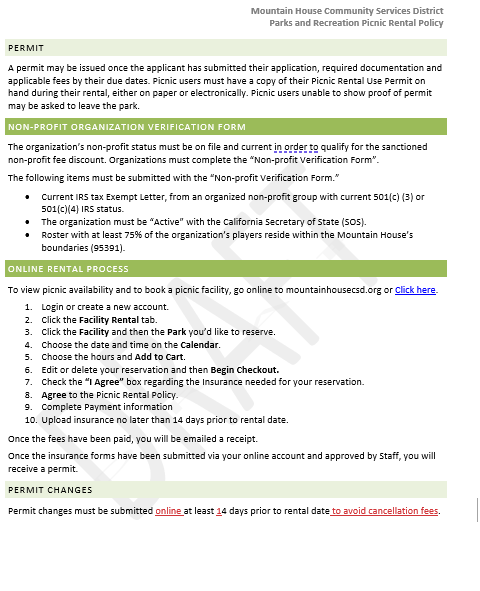 Mountain House Community Services District
Parks and Recreation Picnic Rental Policy
PERMIT
A permit may be issued once the applicant has submitted their application, required documentation and
applicable fees by their due dates. Picnic users must have a copy of their Picnic Rental Use Permit on
hand during their rental, either on paper or electronically. Picnic users unable to show proof of permit
may be asked to leave the park.
NON-PROFIT ORGANIZATION VERIFICATION FORM
The organization's non-profit status must be on file and current in order to qualify for the sanctioned
non-profit fee discount. Organizations must complete the "Non-profit Verification Form".
The following items must be submitted with the "Non-profit Verification Form."
• Current IRS tax Exempt Letter, from an organized non-profit group with current 501(c) (3) or
501(c)(4) IRS status.
• The organization must be "Active" with the California Secretary of State (SOS).
• Roster with at least 75% of the organization's players reside within the Mountain House's
boundaries (95391).
ONLINE RENTAL PROCESS
To view picnic availability and to book a picnic facility, go online to mountainhousecsd.org or Click here.
1. Login or create a new account.
2. Click the Facility Rental tab.
3. Click the Facility and then the Park you'd like to reserve.
4. Choose the date and time on the Calendar.
5. Choose the hours and Add to Cart.
6. Edit or delete your reservation and then Begin Checkout.
7. Check the "I Agree" box regarding the Insurance needed for your reservation.
8. Agree to the Picnic Rental Policy.
9. Complete Payment information
10. Upload insurance no later than 14 days prior to rental date.
Once the fees have been paid, you will be emailed a receipt.
Once the insurance forms have been submitted via your online account and approved by Staff, you will
receive a permit.
PERMIT CHANGES
Permit changes must be submitted online at least 14 days prior to rental date to avoid cancellation fees.
DRAFT